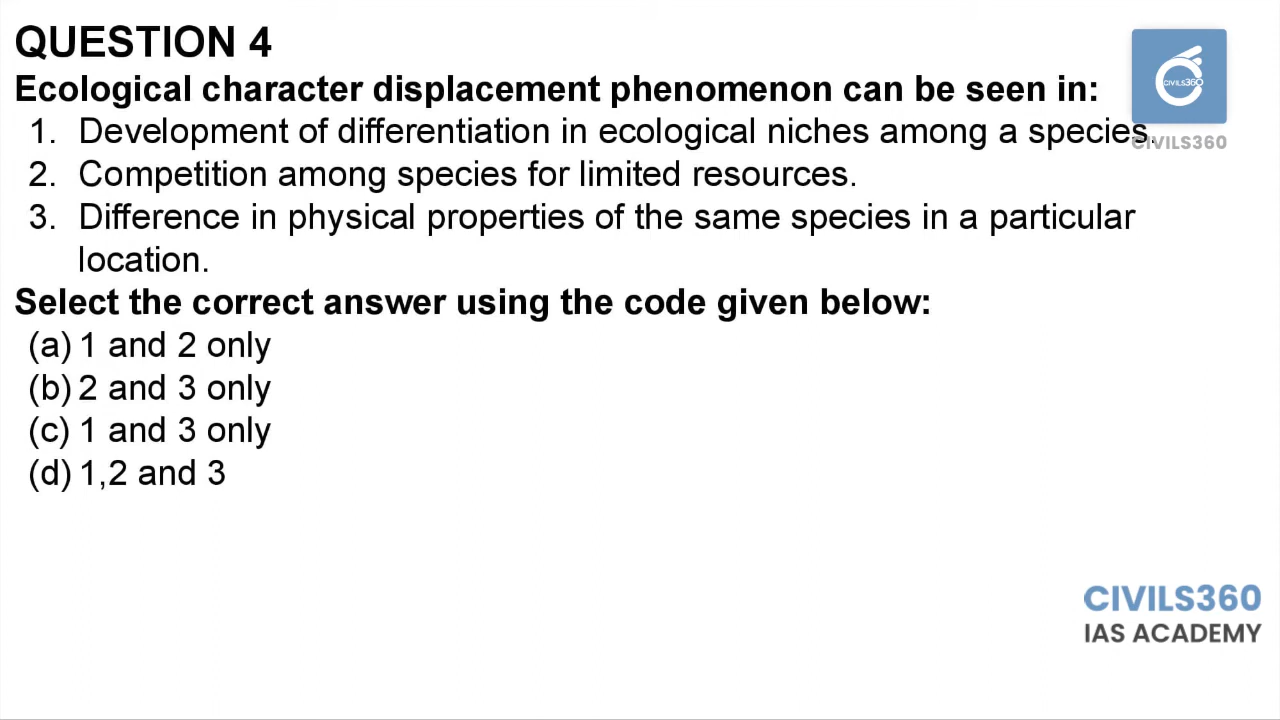 QUESTION 4
Ecological character displacement phenomenon can be seen in:
1. Development of differentiation in ecological niches among a species.
2. Competition among species for limited resources.
3. Difference in physical properties of the same species in a particular
location.
Select the correct answer using the code given below:
(a) 1 and 2 only
(b) 2 and 3 only
(c) 1 and 3 only
(d) 1,2 and 3
CIVILS360
CIVILS360
CIVILS360
IAS ACADEMY